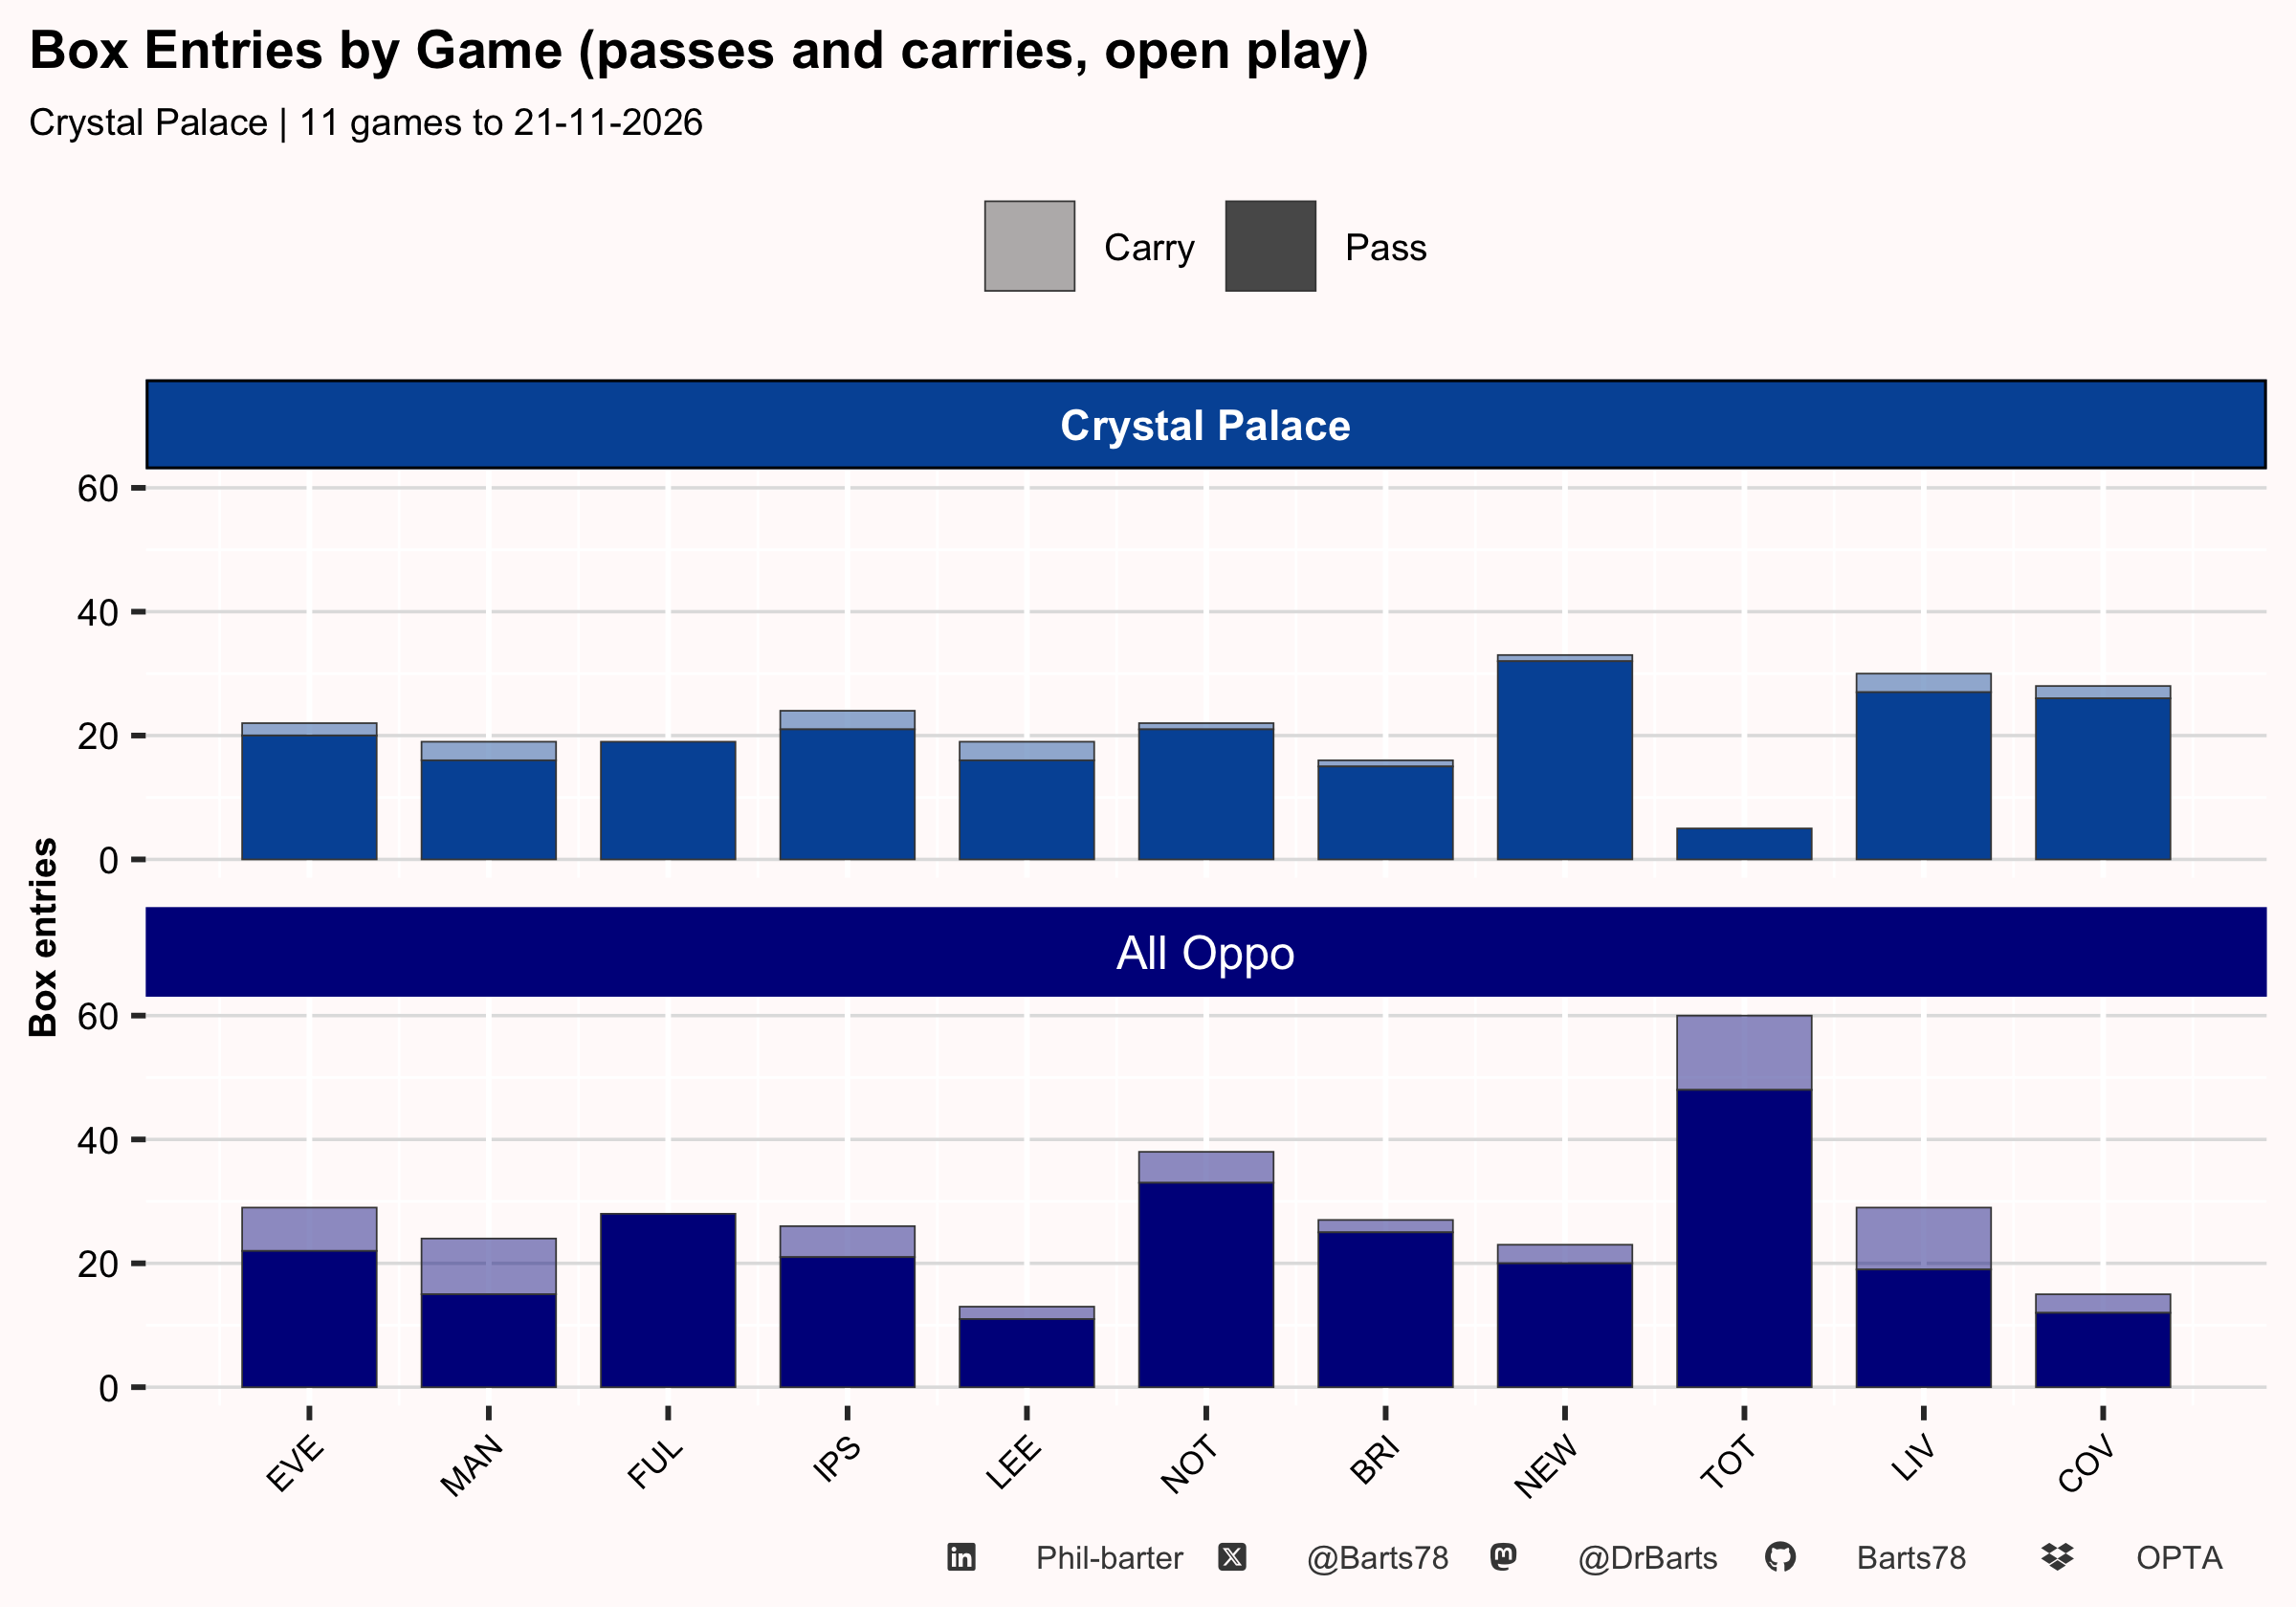 Box Entries by Game (passes and carries, open play)
Crystal Palace | 11 games to 21-11-2026
Carry
Pass
Crystal Palace
60
40
20
0
Box entries
All Oppo
60
40
20
0
EVE
MAN
FUL
IPS
LEE
NOT
BRI
NEW
TOT
LIV
COV
Phil-barter @Barts78 @DrBarts Barts78 OPTA